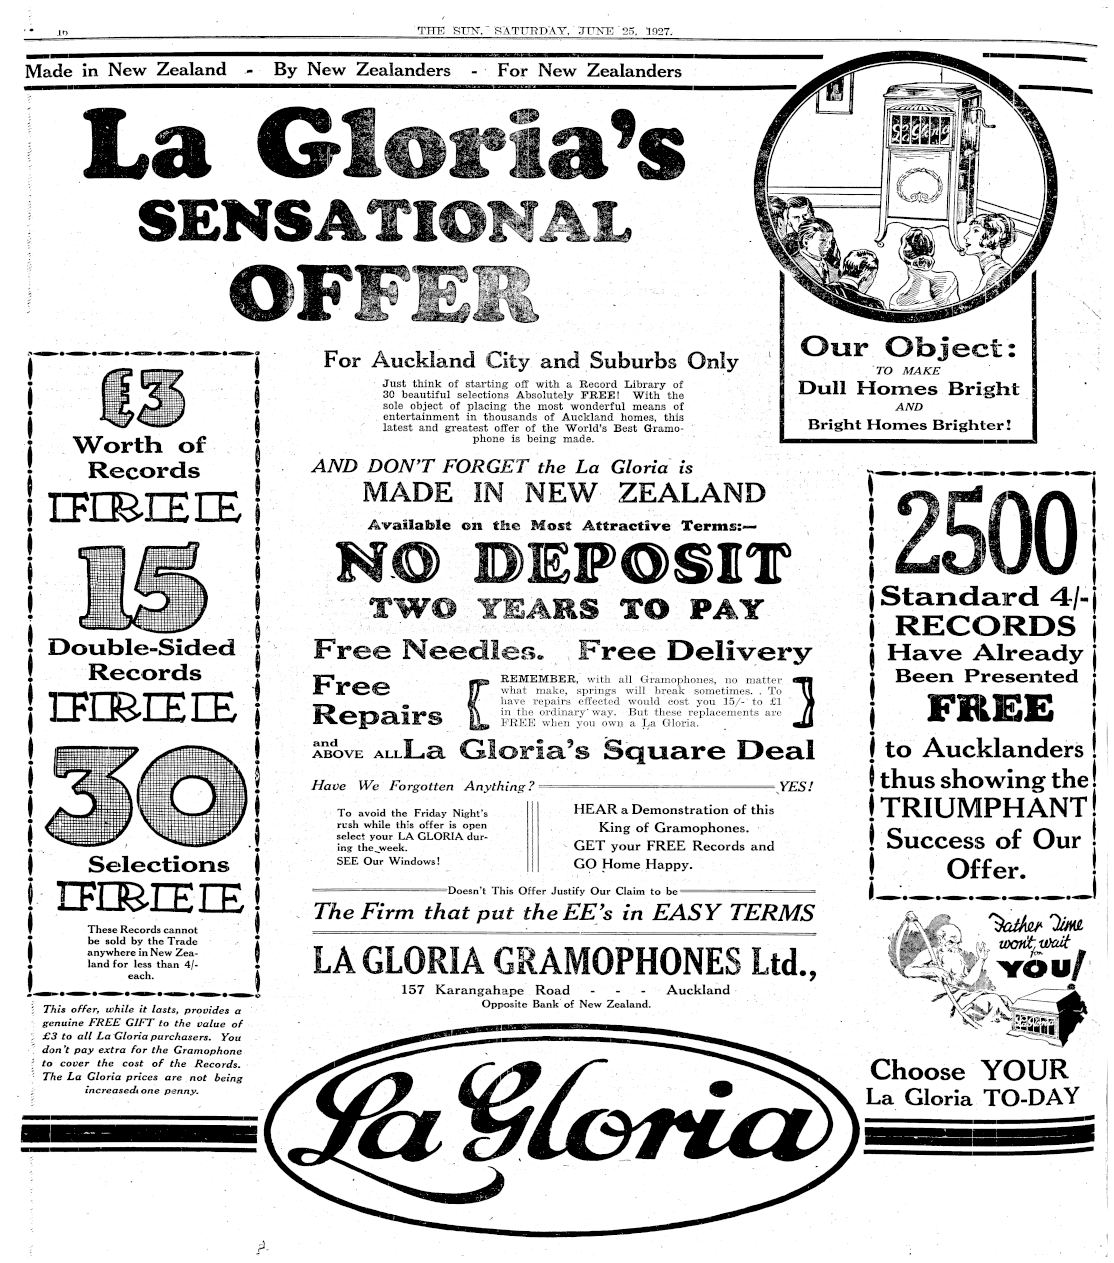 16
THE SUN, SATURDAY, JUNE 25, 1927.
Made in New Zealand - By New Zealanders - For New Zealanders
La Gloria's
SENSATIONAL
OFFER
La Gloria
Our Object:
TO MAKE
Dull Homes Bright
AND
Bright Homes Brighter!
£3
Worth of
Records
FREE
15
Double-Sided
Records
FREE
30
Selections
FREE
These Records cannot
be sold by the Trade
anywhere in New Zea-
land for less than 4/-
each.
This offer, while it lasts, provides a
genuine FREE GIFT to the value of
£3 to all La Gloria purchasers. You
don't pay extra for the Gramophone
to cover the cost of the Records.
The La Gloria prices are not being
increased one penny.
For Auckland City and Suburbs Only
Just think of starting off with a Record Library of
30 beautiful selections Absolutely FREE! With the
sole object of placing the most wonderful means of
entertainment in thousands of Auckland homes, this
latest and greatest offer of the World's Best Gramo-
phone is being made.
AND DON'T FORGET the La Gloria is
MADE IN NEW ZEALAND
Available on the Most Attractive Terms:—
NO DEPOSIT
TWO YEARS TO PAY
Free Needles. Free Delivery
Free
Repairs
REMEMBER, with all Gramophones, no matter
what make, springs will break sometimes. . To
have repairs effected would cost you 15/- to £1
in the ordinary way. But these replacements are
FREE when you own a La Gloria.
and
ABOVE ALL La Gloria's Square Deal
Have We Forgotten Anything? YES!
To avoid the Friday Night's
rush while this offer is open
select your LA GLORIA dur-
ing the week.
SEE Our Windows!
HEAR a Demonstration of this
King of Gramophones.
GET your FREE Records and
GO Home Happy.
Doesn't This Offer Justify Our Claim to be
The Firm that put the EE's in EASY TERMS
LA GLORIA GRAMOPHONES Ltd.,
157 Karangahape Road - - - Auckland
Opposite Bank of New Zealand.
2500
Standard 4/-
RECORDS
Have Already
Been Presented
FREE
to Aucklanders
thus showing the
TRIUMPHANT
Success of Our
Offer.
Father Time
won't wait
for
YOU!
Choose YOUR
La Gloria TO-DAY
La Gloria